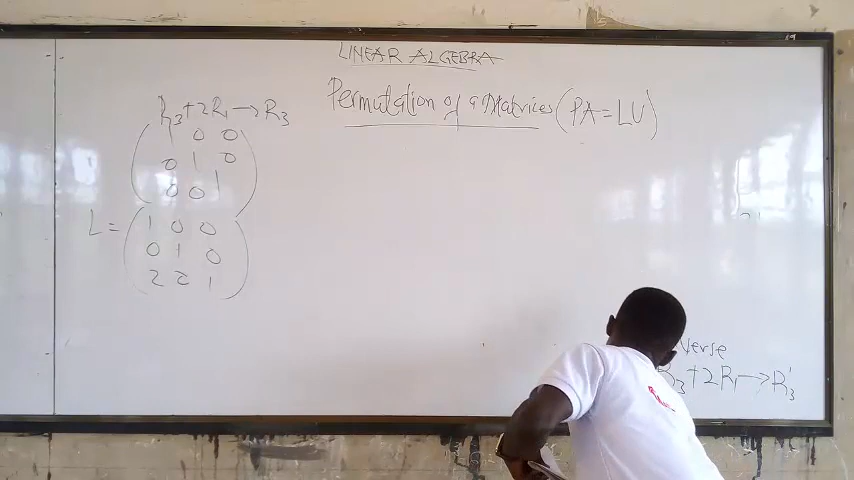 LINEAR ALGEBRA
Permutation of a Matrices (PA=LU)
R3+2R1→R3
1 0 0
0 1 0
0 0 1
L = 1 0 0
0 1 0
2 2 1
verse
R3+2R1→R3'